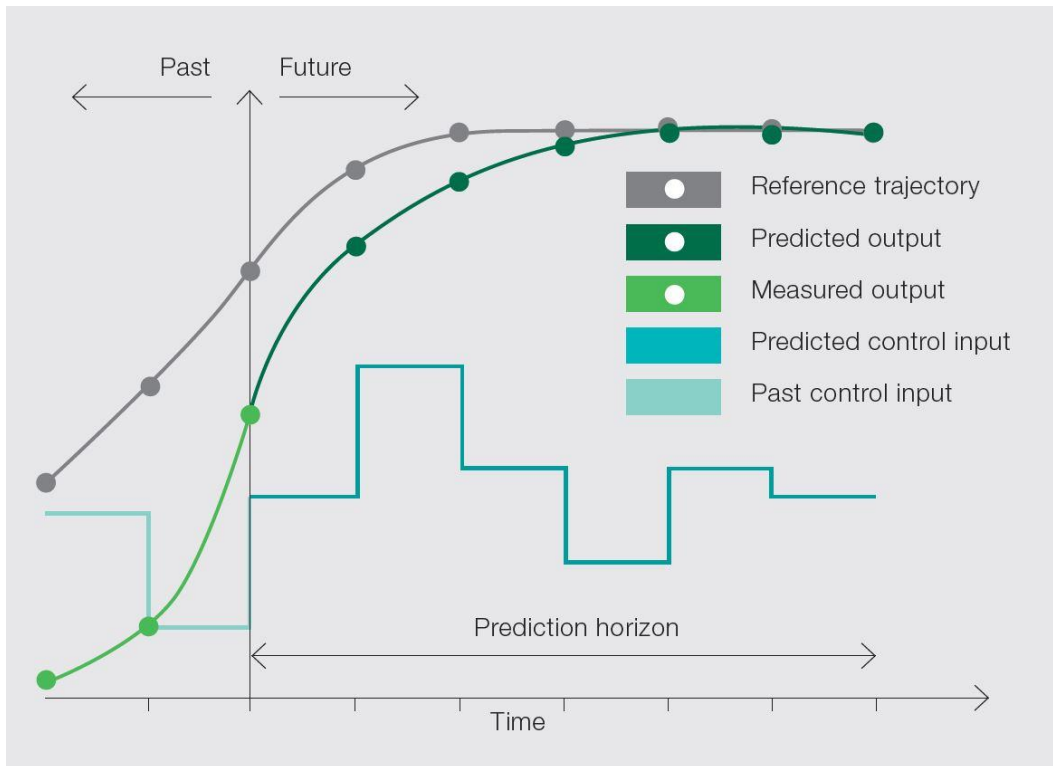 Past
Future
Reference trajectory
Predicted output
Measured output
Predicted control input
Past control input
Prediction horizon
Time